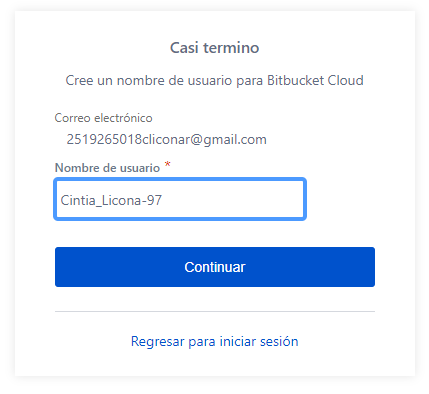 Casi termino
Cree un nombre de usuario para Bitbucket Cloud
Correo electrónico
2519265018cliconar@gmail.com
Nombre de usuario *
Cintia_Licona-97
Continuar
Regresar para iniciar sesión